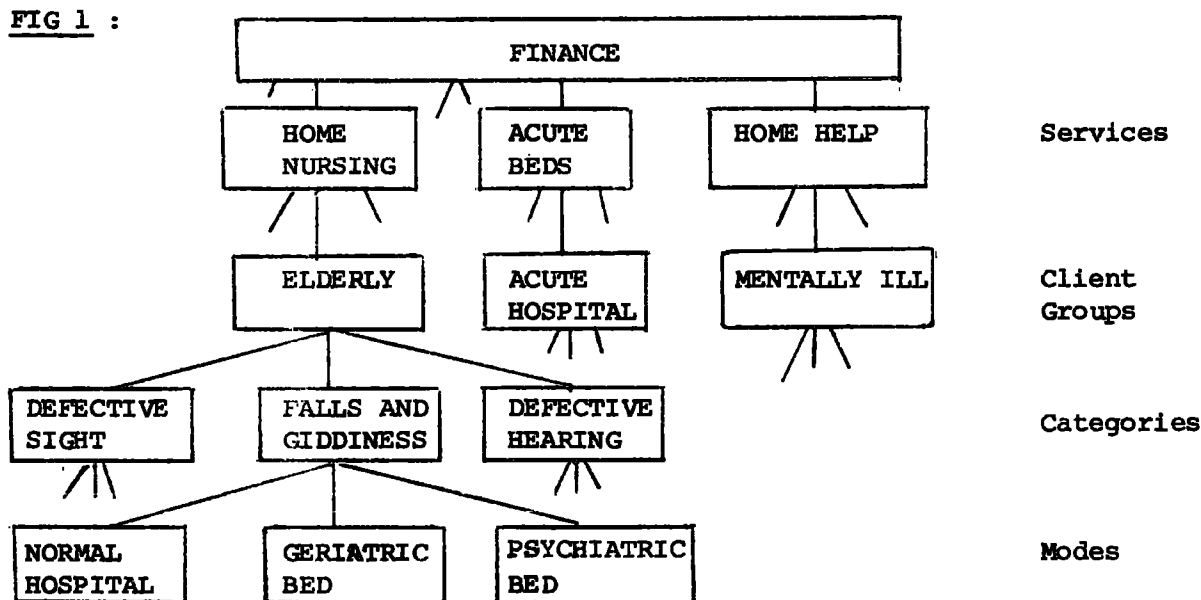 FIG 1 :
FINANCE
HOME
NURSING
ACUTE
BEDS
HOME HELP
Services
ELDERLY
ACUTE
HOSPITAL
MENTALLY ILL
Client
Groups
DEFECTIVE
SIGHT
FALLS AND
GIDDINESS
DEFECTIVE
HEARING
Categories
NORMAL
HOSPITAL
GERIATRIC
BED
PSYCHIATRIC
BED
Modes